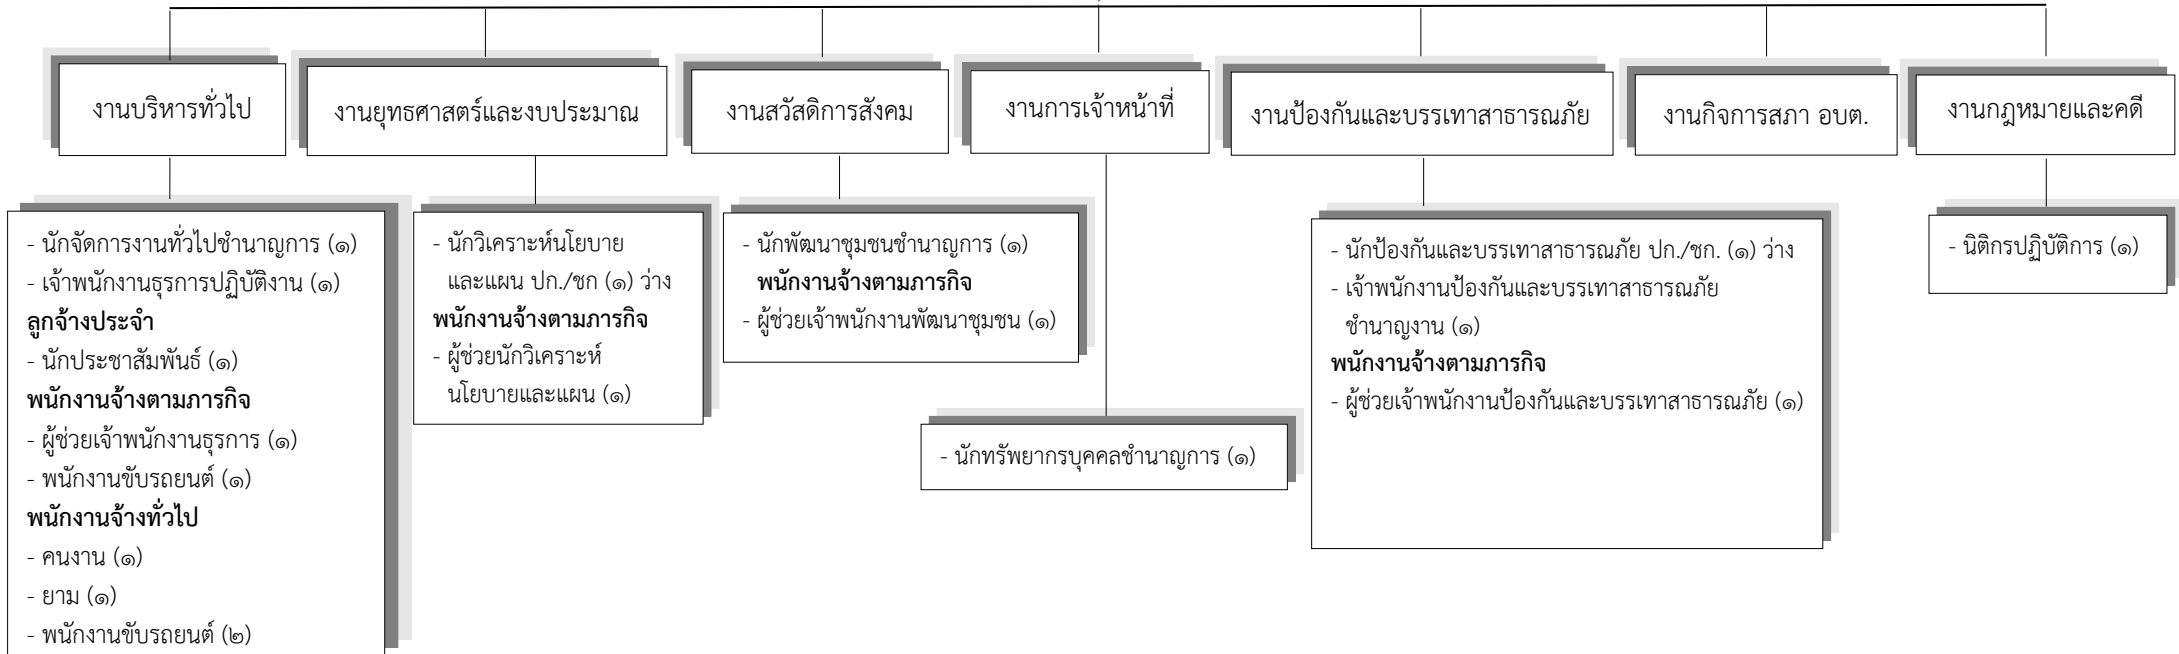 งานบริหารทั่วไป
งานยุทธศาสตร์และงบประมาณ
งานสวัสดิการสังคม
งานการเจ้าหน้าที่
งานป้องกันและบรรเทาสาธารณภัย
งานกิจการสภา อบต.
งานกฎหมายและคดี
- นักจัดการงานทั่วไปชำนาญการ (๑)
- เจ้าพนักงานธุรการปฏิบัติงาน (๑)
ลูกจ้างประจำ
- นักประชาสัมพันธ์ (๑)
พนักงานจ้างตามภารกิจ
- ผู้ช่วยเจ้าพนักงานธุรการ (๑)
- พนักงานขับรถยนต์ (๑)
พนักงานจ้างทั่วไป
- คนงาน (๑)
- ยาม (๑)
- พนักงานขับรถยนต์ (๒)
- นักวิเคราะห์นโยบาย
และแผน ปก./ชก (๑) ว่าง
พนักงานจ้างตามภารกิจ
- ผู้ช่วยนักวิเคราะห์
นโยบายและแผน (๑)
- นักพัฒนาชุมชนชำนาญการ (๑)
พนักงานจ้างตามภารกิจ
- ผู้ช่วยเจ้าพนักงานพัฒนาชุมชน (๑)
- นักทรัพยากรบุคคลชำนาญการ (๑)
- นักป้องกันและบรรเทาสาธารณภัย ปก./ชก. (๑) ว่าง
- เจ้าพนักงานป้องกันและบรรเทาสาธารณภัย
ชำนาญงาน (๑)
พนักงานจ้างตามภารกิจ
- ผู้ช่วยเจ้าพนักงานป้องกันและบรรเทาสาธารณภัย (๑)
- นิติกรปฏิบัติการ (๑)